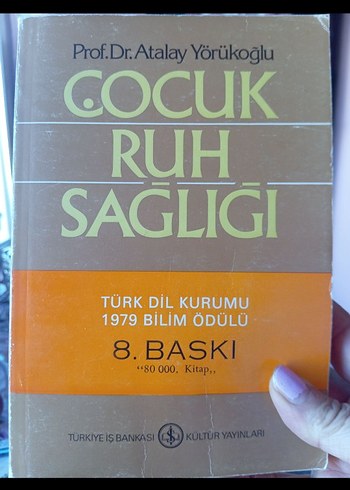 Prof.Dr.Atalay Yörükoğlu
ÇOCUK
RUH
SAĞLIĞI
TÜRK DİL KURUMU
1979 BİLİM ÖDÜLÜ
8. BASKI
“80 000. Kitap„
TÜRKİYE İŞ BANKASI KÜLTÜR YAYINLARI